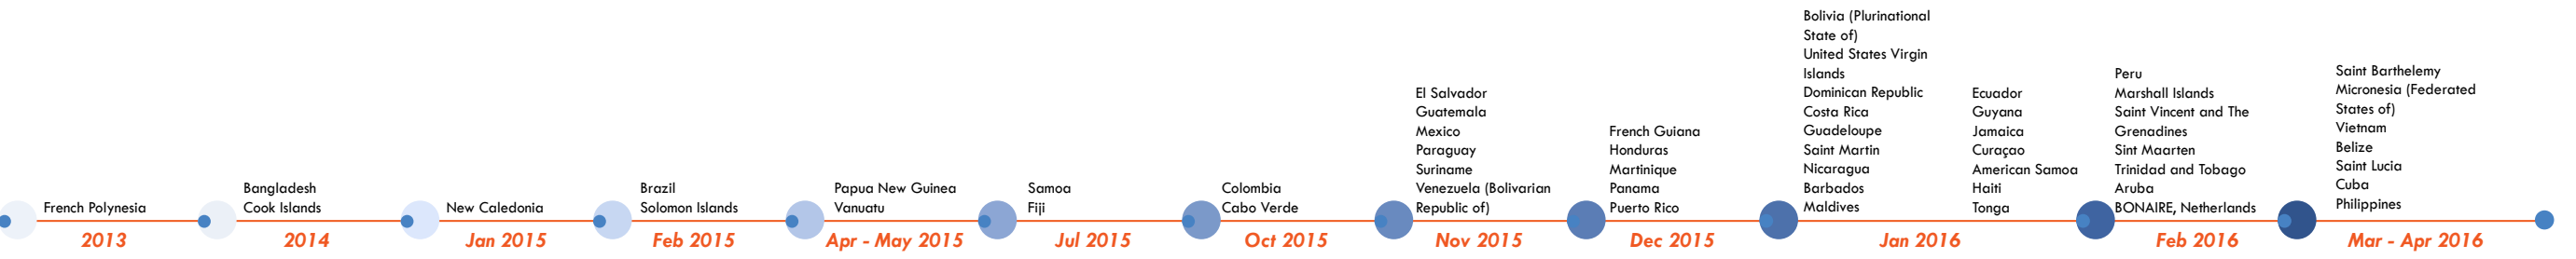 French Polynesia
2013
Bangladesh
Cook Islands
2014
New Caledonia
Jan 2015
Brazil
Solomon Islands
Feb 2015
Papua New Guinea
Vanuatu
Apr - May 2015
Samoa
Fiji
Jul 2015
Colombia
Cabo Verde
Oct 2015
El Salvador
Guatemala
Mexico
Paraguay
Suriname
Venezuela (Bolivarian
Republic of)
Nov 2015
French Guiana
Honduras
Martinique
Panama
Puerto Rico
Dec 2015
Bolivia (Plurinational
State of)
United States Virgin
Islands
Dominican Republic
Costa Rica
Guadeloupe
Saint Martin
Nicaragua
Barbados
Maldives
Ecuador
Guyana
Jamaica
Curaçao
American Samoa
Haiti
Tonga
Jan 2016
Peru
Marshall Islands
Saint Vincent and The
Grenadines
Sint Maarten
Trinidad and Tobago
Aruba
BONAIRE, Netherlands
Feb 2016
Saint Barthelemy
Micronesia (Federated
States of)
Vietnam
Belize
Saint Lucia
Cuba
Philippines
Mar - Apr 2016